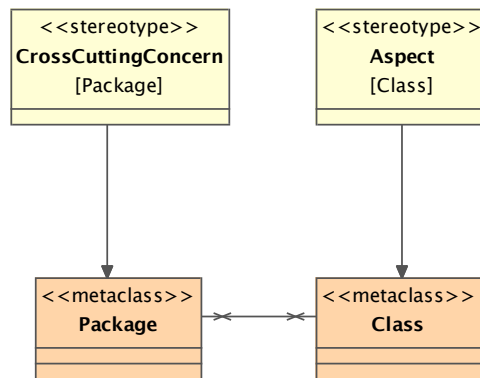 <<stereotype>>
CrossCuttingConcern
[Package]
<<stereotype>>
Aspect
[Class]
<<metaclass>>
Package
<<metaclass>>
Class